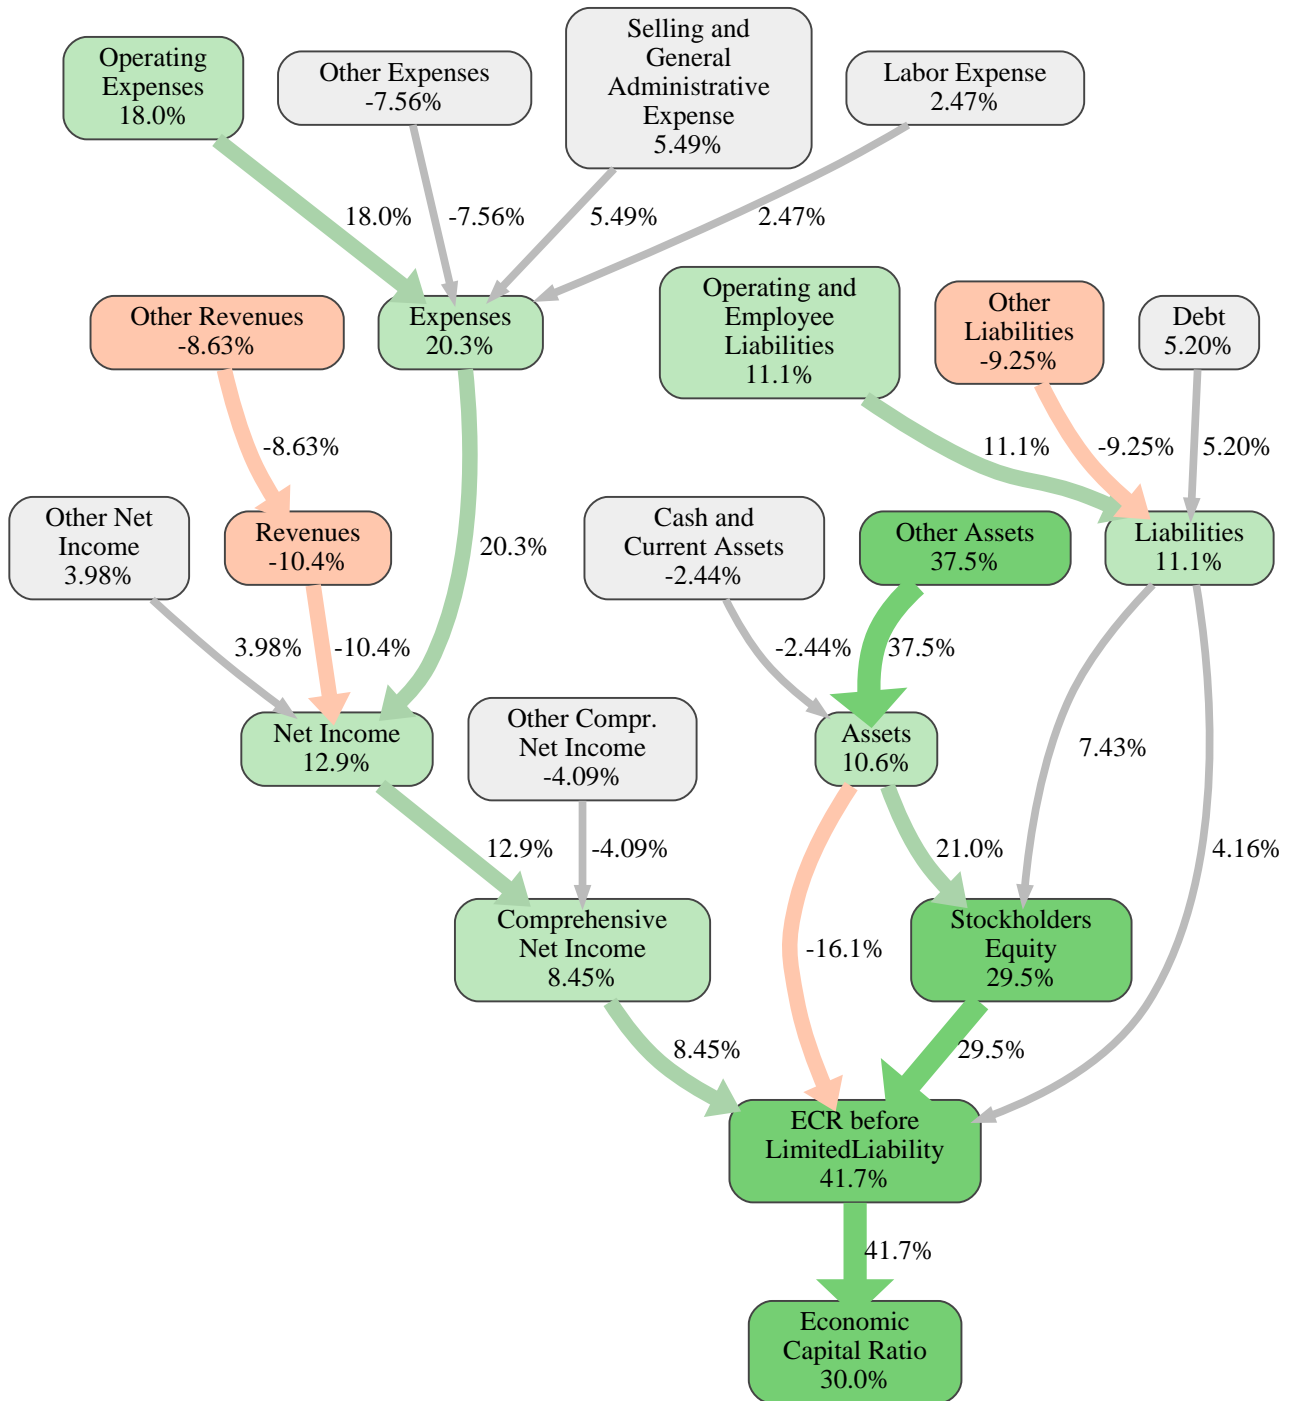 Operating
Expenses
18.0%
Other Expenses
-7.56%
Selling and
General
Administrative
Expense
5.49%
Labor Expense
2.47%
18.0%
-7.56%
5.49%
2.47%
Other Revenues
-8.63%
Expenses
20.3%
Operating and
Employee
Liabilities
11.1%
Other
Liabilities
-9.25%
Debt
5.20%
-8.63%
11.1%
-9.25%
5.20%
Other Net
Income
3.98%
Revenues
-10.4%
20.3%
Cash and
Current Assets
-2.44%
Other Assets
37.5%
Liabilities
11.1%
3.98%
-10.4%
-2.44%
37.5%
Net Income
12.9%
Other Compr.
Net Income
-4.09%
Assets
10.6%
7.43%
12.9%
-4.09%
21.0%
4.16%
Comprehensive
Net Income
8.45%
-16.1%
Stockholders
Equity
29.5%
8.45%
29.5%
ECR before
LimitedLiability
41.7%
41.7%
Economic
Capital Ratio
30.0%